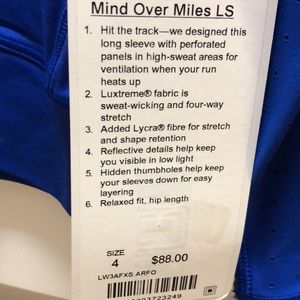 Mind Over Miles LS
1. Hit the track—we designed this
long sleeve with perforated
panels in high-sweat areas for
ventilation when your run
heats up
2. Luxtreme® fabric is
sweat-wicking and four-way
stretch
3. Added Lycra® fibre for stretch
and shape retention
4. Reflective details help keep
you visible in low light
5. Hidden thumbholes help keep
your sleeves down for easy
layering
6. Relaxed fit, hip length
SIZE
4 $88.00
LW3AFXS ARFO